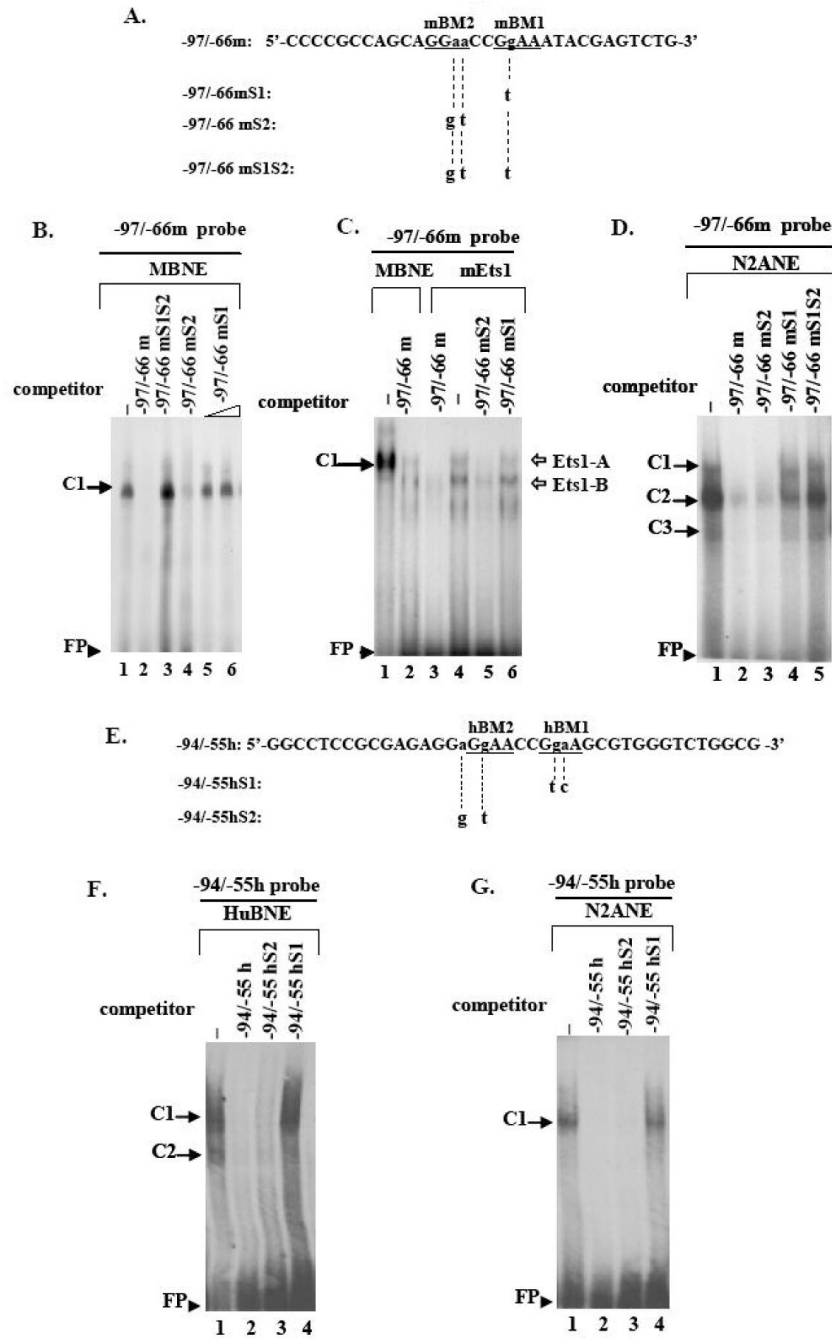 A.
mBM2 mBM1
-97/-66m: 5'-CCCCGCCAGCAGGaaCCGgAAATACGAGTCTG-3'
-97/-66mS1: t
-97/-66 mS2: g t
-97/-66 mS1S2: g t t
B.
-97/-66m probe
MBNE
competitor
–
-97/-66 m
-97/-66 mS1S2
-97/-66 mS2
-97/-66 mS1
C1
FP
1 2 3 4 5 6
C.
-97/-66m probe
MBNE mEts1
competitor
–
-97/-66 m
-97/-66 m
–
-97/-66 mS2
-97/-66 mS1
C1
Ets1-A
Ets1-B
FP
1 2 3 4 5 6
D.
-97/-66m probe
N2ANE
competitor
–
-97/-66 m
-97/-66 mS2
-97/-66 mS1
-97/-66 mS1S2
C1
C2
C3
FP
1 2 3 4 5
E.
hBM2 hBM1
-94/-55h: 5'-GGCCTCCGCGAGAGGaGgAACCGgaAGCGTGGGTCTGGCG -3'
-94/-55hS1: t c
-94/-55hS2: g t
F.
-94/-55h probe
HuBNE
competitor
–
-94/-55 h
-94/-55 hS2
-94/-55 hS1
C1
C2
FP
1 2 3 4
G.
-94/-55h probe
N2ANE
competitor
–
-94/-55 h
-94/-55 hS2
-94/-55 hS1
C1
FP
1 2 3 4